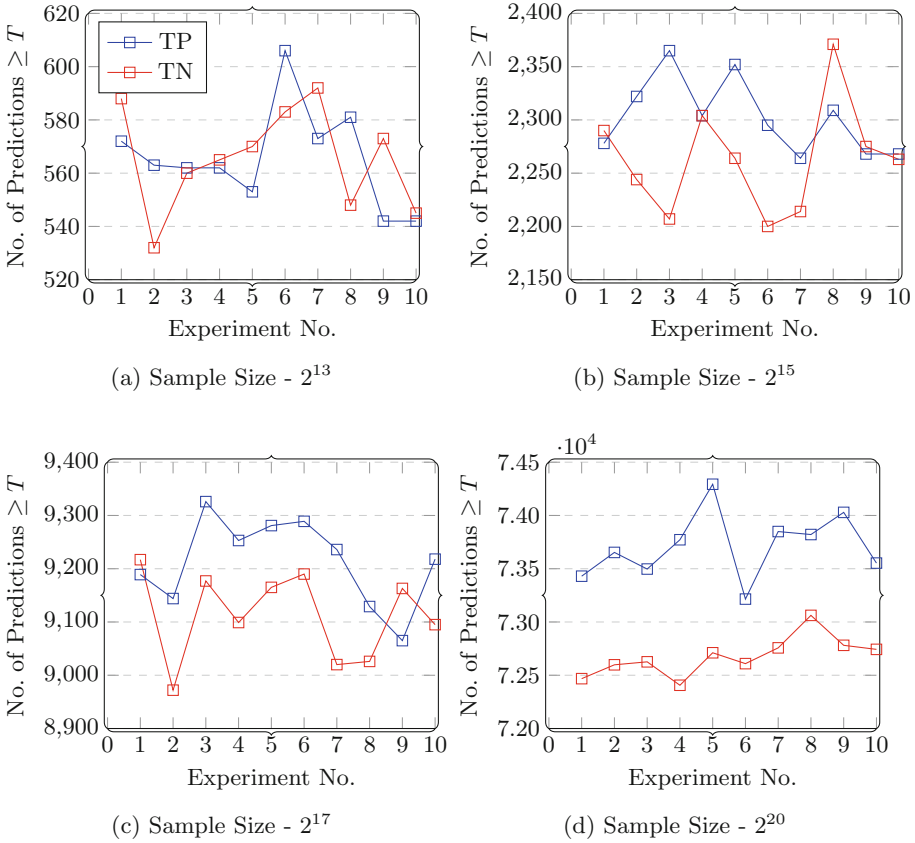 620
600
580
560
540
520
No. of Predictions ≥ T
TP
TN
0 1 2 3 4 5 6 7 8 9 10
Experiment No.
(a) Sample Size - 2^13
2,400
2,350
2,300
2,250
2,200
2,150
No. of Predictions ≥ T
0 1 2 3 4 5 6 7 8 9 10
Experiment No.
(b) Sample Size - 2^15
9,400
9,300
9,200
9,100
9,000
8,900
No. of Predictions ≥ T
0 1 2 3 4 5 6 7 8 9 10
Experiment No.
(c) Sample Size - 2^17
·10^4
7.45
7.40
7.35
7.30
7.25
7.20
No. of Predictions ≥ T
0 1 2 3 4 5 6 7 8 9 10
Experiment No.
(d) Sample Size - 2^20